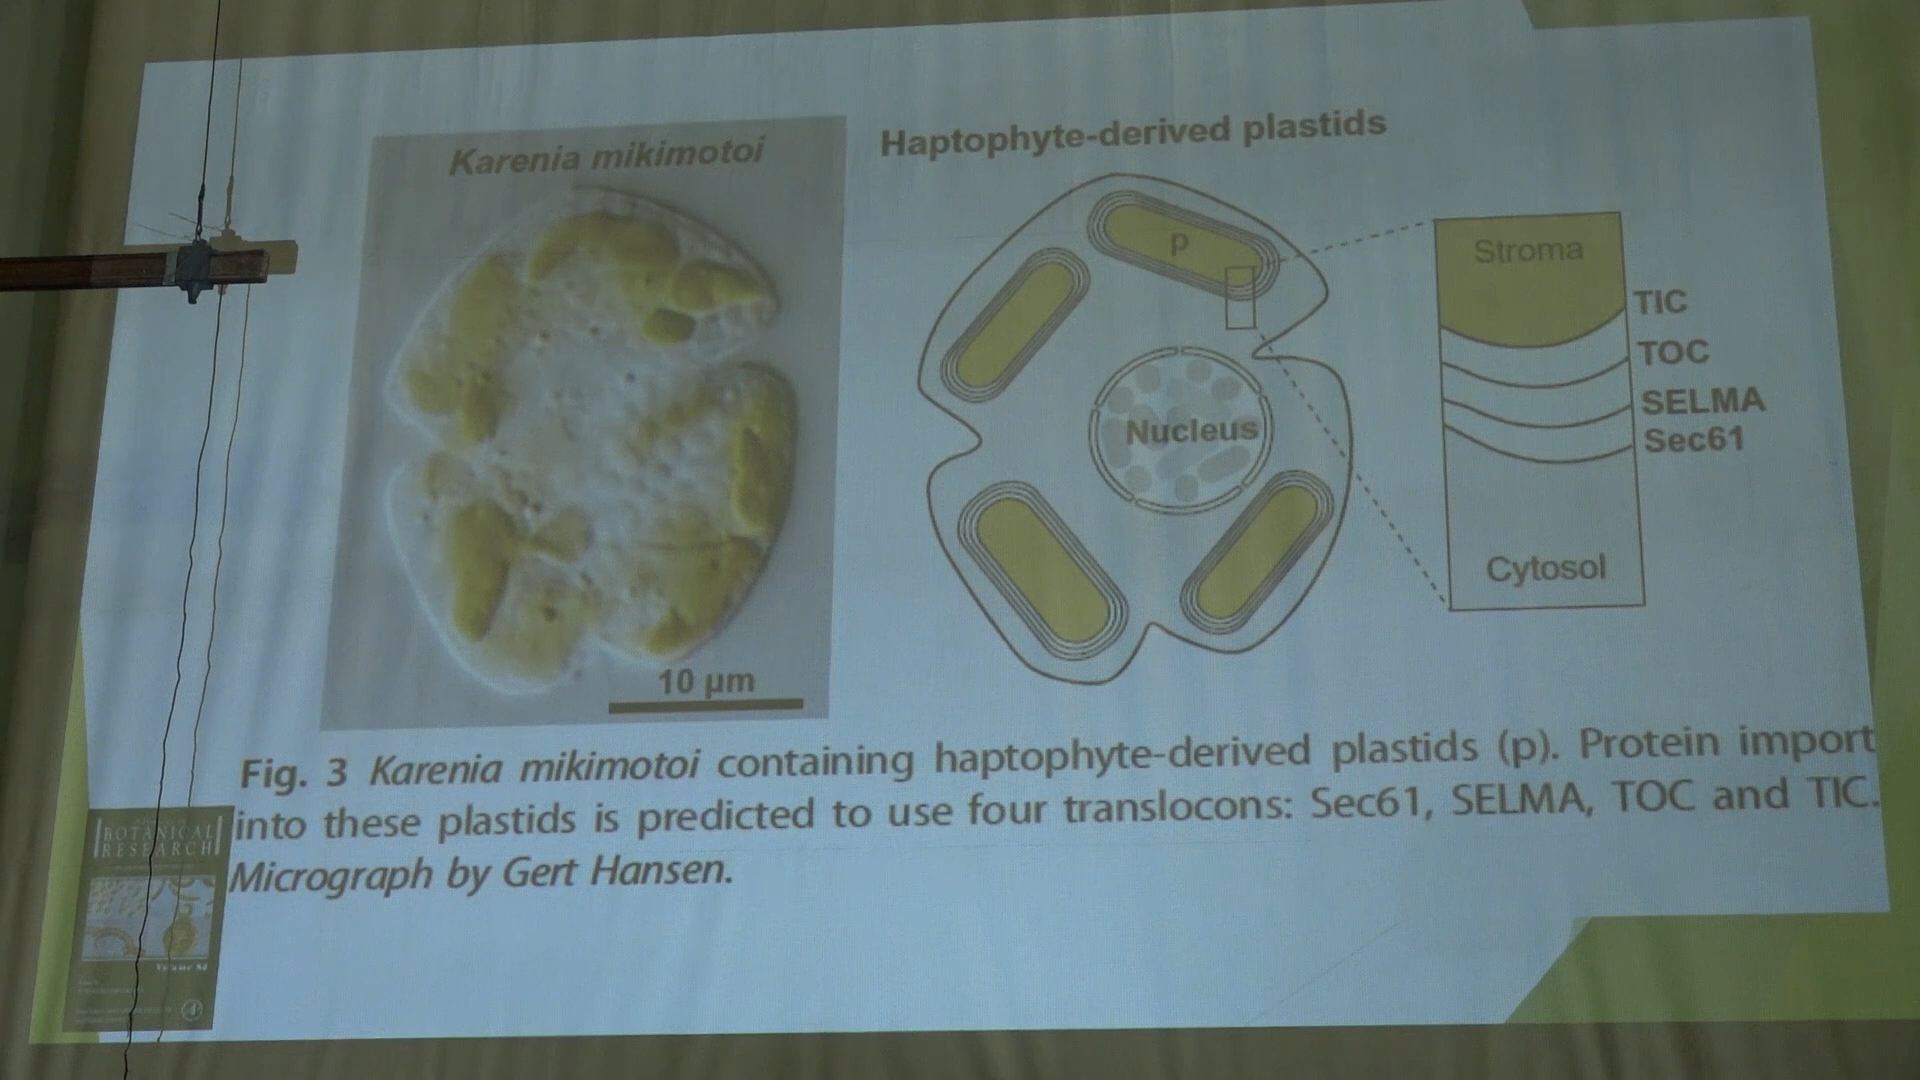 Karenia mikimotoi
10 µm
Haptophyte-derived plastids
p
Nucleus
Stroma
TIC
TOC
SELMA
Sec61
Cytosol
Fig. 3 Karenia mikimotoi containing haptophyte-derived plastids (p). Protein import
into these plastids is predicted to use four translocons: Sec61, SELMA, TOC and TIC.
Micrograph by Gert Hansen.
BOTANICAL
RESEARCH